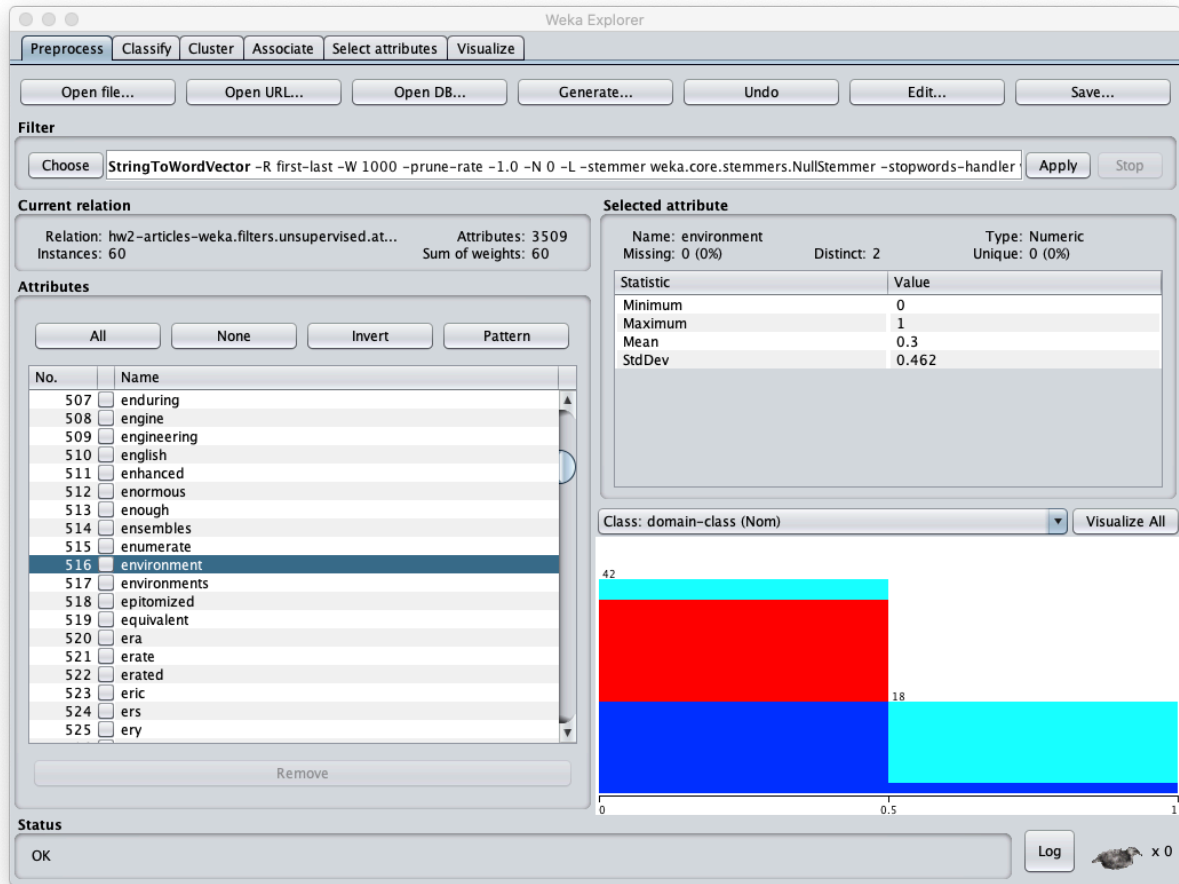 Weka Explorer
Preprocess Classify Cluster Associate Select attributes Visualize
Open file... Open URL... Open DB... Generate... Undo Edit... Save...
Filter
Choose StringToWordVector -R first-last -W 1000 -prune-rate -1.0 -N 0 -L -stemmer weka.core.stemmers.NullStemmer -stopwords-handler Apply Stop
Current relation
Relation: hw2-articles-weka.filters.unsupervised.at... Attributes: 3509
Instances: 60 Sum of weights: 60
Attributes
All None Invert Pattern
No. Name
507 enduring
508 engine
509 engineering
510 english
511 enhanced
512 enormous
513 enough
514 ensembles
515 enumerate
516 environment
517 environments
518 epitomized
519 equivalent
520 era
521 erate
522 erated
523 eric
524 ers
525 ery
Remove
Selected attribute
Name: environment Type: Numeric
Missing: 0 (0%) Distinct: 2 Unique: 0 (0%)
Statistic Value
Minimum 0
Maximum 1
Mean 0.3
StdDev 0.462
Class: domain-class (Nom) Visualize All
42
18
0 0.5 1
Status
OK
Log x 0